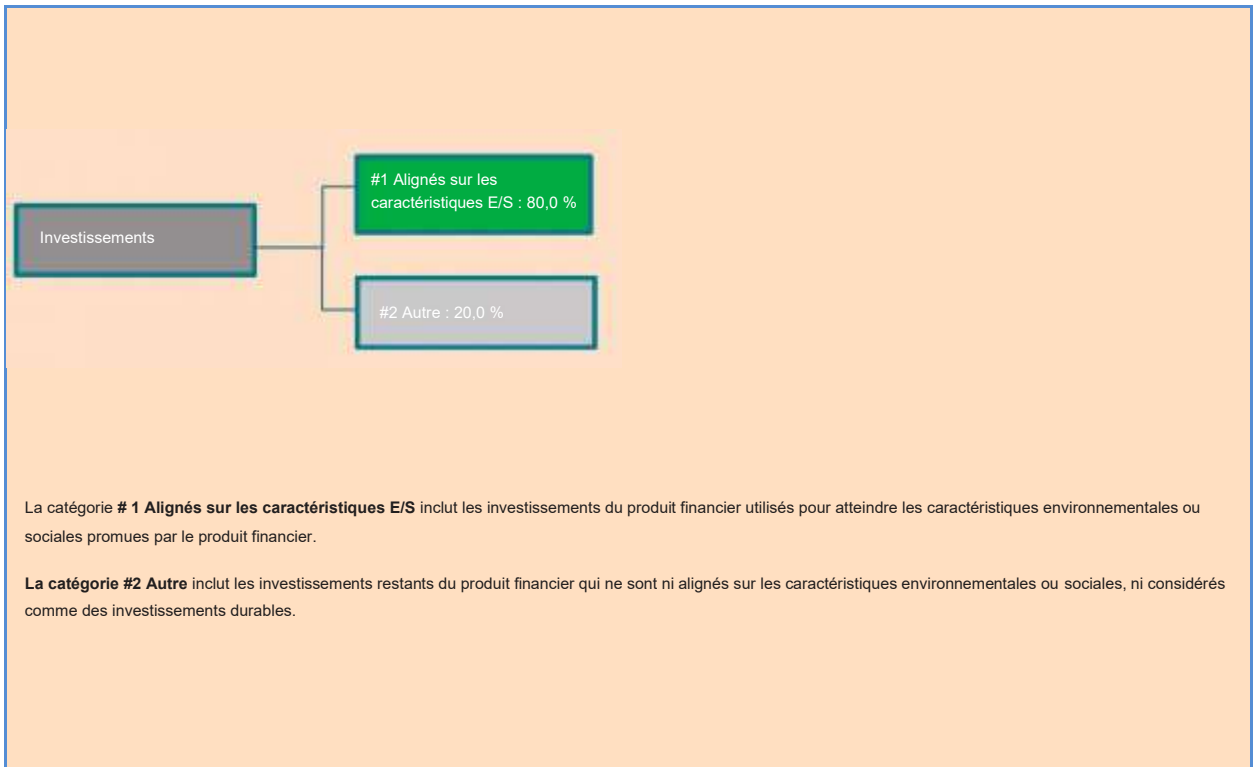 #1 Alignés sur les
caractéristiques E/S : 80,0 %
Investissements
#2 Autre : 20,0 %
La catégorie # 1 Alignés sur les caractéristiques E/S inclut les investissements du produit financier utilisés pour atteindre les caractéristiques environnementales ou
sociales promues par le produit financier.
La catégorie #2 Autre inclut les investissements restants du produit financier qui ne sont ni alignés sur les caractéristiques environnementales ou sociales, ni considérés
comme des investissements durables.